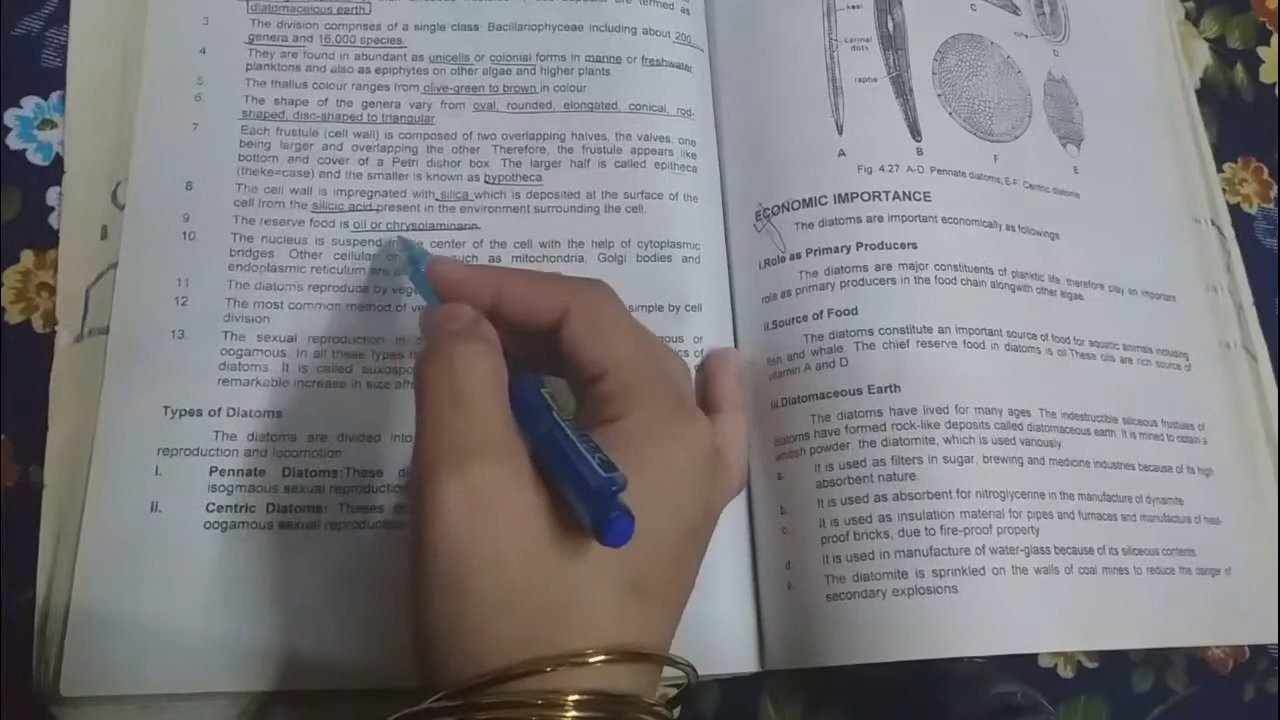 diatomaceious earth.
are termed as
3 The division comprises of a single class Bacillanophyceae including about 200
genera and 16,000 species.
4 They are found in abundant as unicells or colonial forms in marine or freshwater
planktons and also as epiphytes on other algae and higher plants.
5 The thallus colour ranges from olive-green to brown in colour
6. The shape of the genera vary from oval, rounded, elongated, conical, rod-
shaped, disc-shaped to triangular
7 Each frustule (cell wall) is composed of two overlapping halves, the valves, one
being larger and overlapping the other Therefore, the frustule appears like
bottom and cover of a Petri dishor box The larger half is called epitheca
(theke=case) and the smaller is known as hypotheca.
8 The cell wall is impregnated with silica which is deposited at the surface of the
cell from the silicic acid present in the environment surrounding the cell.
9 The reserve food is oil or chrysolaminarin.
10 The nucleus is suspend center of the cell with the help of cytoplasmic
bridges. Other cellular such as mitochondria, Golgi bodies and
endoplasmic reticulum are
11 The diatoms reproduce by
12 The most common method of simple by cell
division
13. The sexual reproduction in or
oogamous. In all these types of
diatoms. It is called
remarkable increase in size
Types of Diatoms
The diatoms are divided into
reproduction and locomotion
I. Pennate Diatoms:These
isogmaous sexual
II. Centric Diatoms: Theses
oogamous sexual
keel
carinal
dots
raphe
A
B
C
D
F
E
Fig. 4.27 A-D. Pennate diatoms; E-F Centric diatoms
ECONOMIC IMPORTANCE
The diatoms are important economically as followings
i.Role as Primary Producers
The diatoms are major constituents of planktic life, therefore play an important
role as primary producers in the food chain alongwith other algae.
ii.Source of Food
The diatoms constitute an important source of food for aquatic animals including
fish and whale. The chief reserve food in diatoms is oil.These oils are rich source of
vitamin A and D
iii.Diatomaceous Earth
The diatoms have lived for many ages. The indestructible siliceous frustules of
diatoms have formed rock-like deposits called diatomaceous earth. It is mined to obtain a
whitish powder, the diatomite, which is used variously.
a. It is used as filters in sugar, brewing and medicine industries because of its high
absorbent nature.
b. It is used as absorbent for nitroglycerine in the manufacture of dynamite
c. It is used as insulation material for pipes and furnaces and manufacture of heat-
proof bricks, due to fire-proof property
d. It is used in manufacture of water-glass because of its siliceous contents.
e. The diatomite is sprinkled on the walls of coal mines to reduce the danger of
secondary explosions